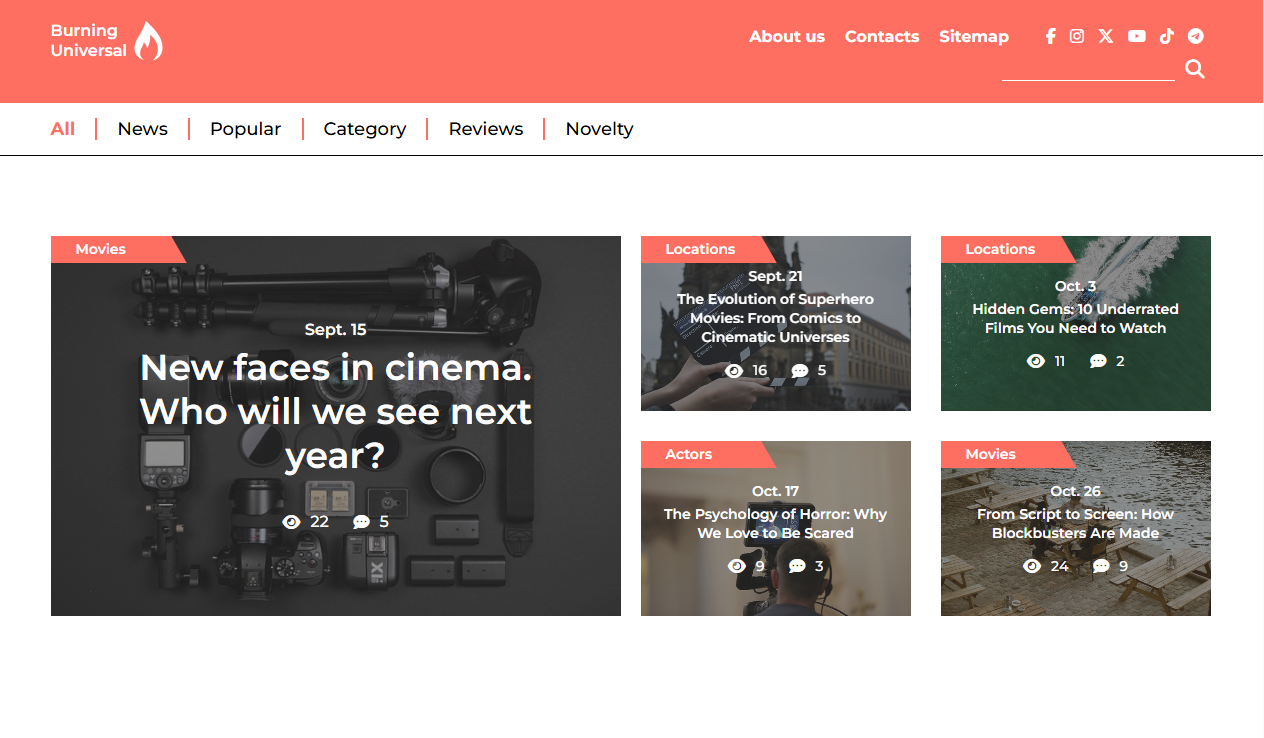 Burning
Universal
About us Contacts Sitemap
All News Popular Category Reviews Novelty
Movies
Sept. 15
New faces in cinema.
Who will we see next
year?
22 5
Locations
Sept. 21
The Evolution of Superhero
Movies: From Comics to
Cinematic Universes
16 5
Locations
Oct. 3
Hidden Gems: 10 Underrated
Films You Need to Watch
11 2
Actors
Oct. 17
The Psychology of Horror: Why
We Love to Be Scared
9 3
Movies
Oct. 26
From Script to Screen: How
Blockbusters Are Made
24 9